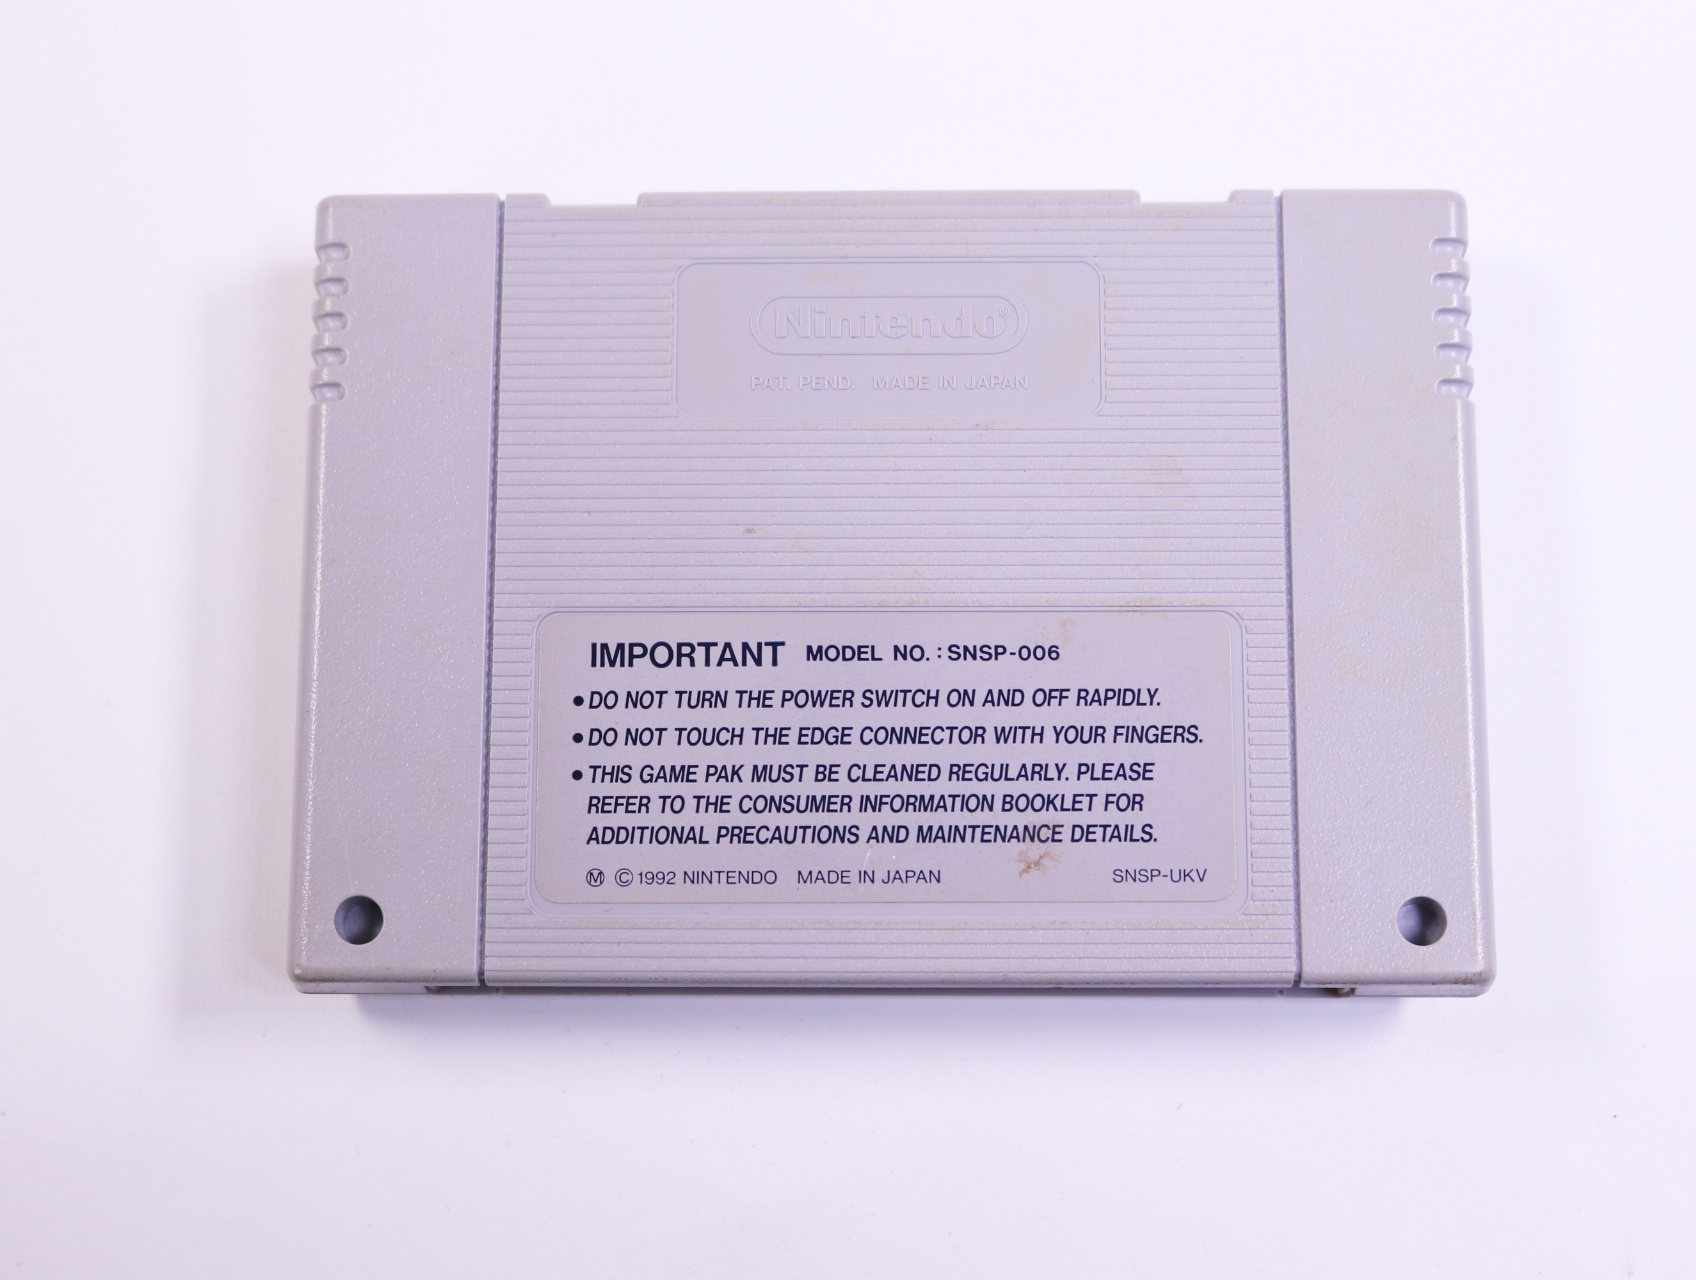 Nintendo®
PAT. PEND. MADE IN JAPAN
IMPORTANT MODEL NO.: SNSP-006
●DO NOT TURN THE POWER SWITCH ON AND OFF RAPIDLY.
●DO NOT TOUCH THE EDGE CONNECTOR WITH YOUR FINGERS.
●THIS GAME PAK MUST BE CLEANED REGULARLY. PLEASE
REFER TO THE CONSUMER INFORMATION BOOKLET FOR
ADDITIONAL PRECAUTIONS AND MAINTENANCE DETAILS.
Ⓜ ©1992 NINTENDO MADE IN JAPAN SNSP-UKV